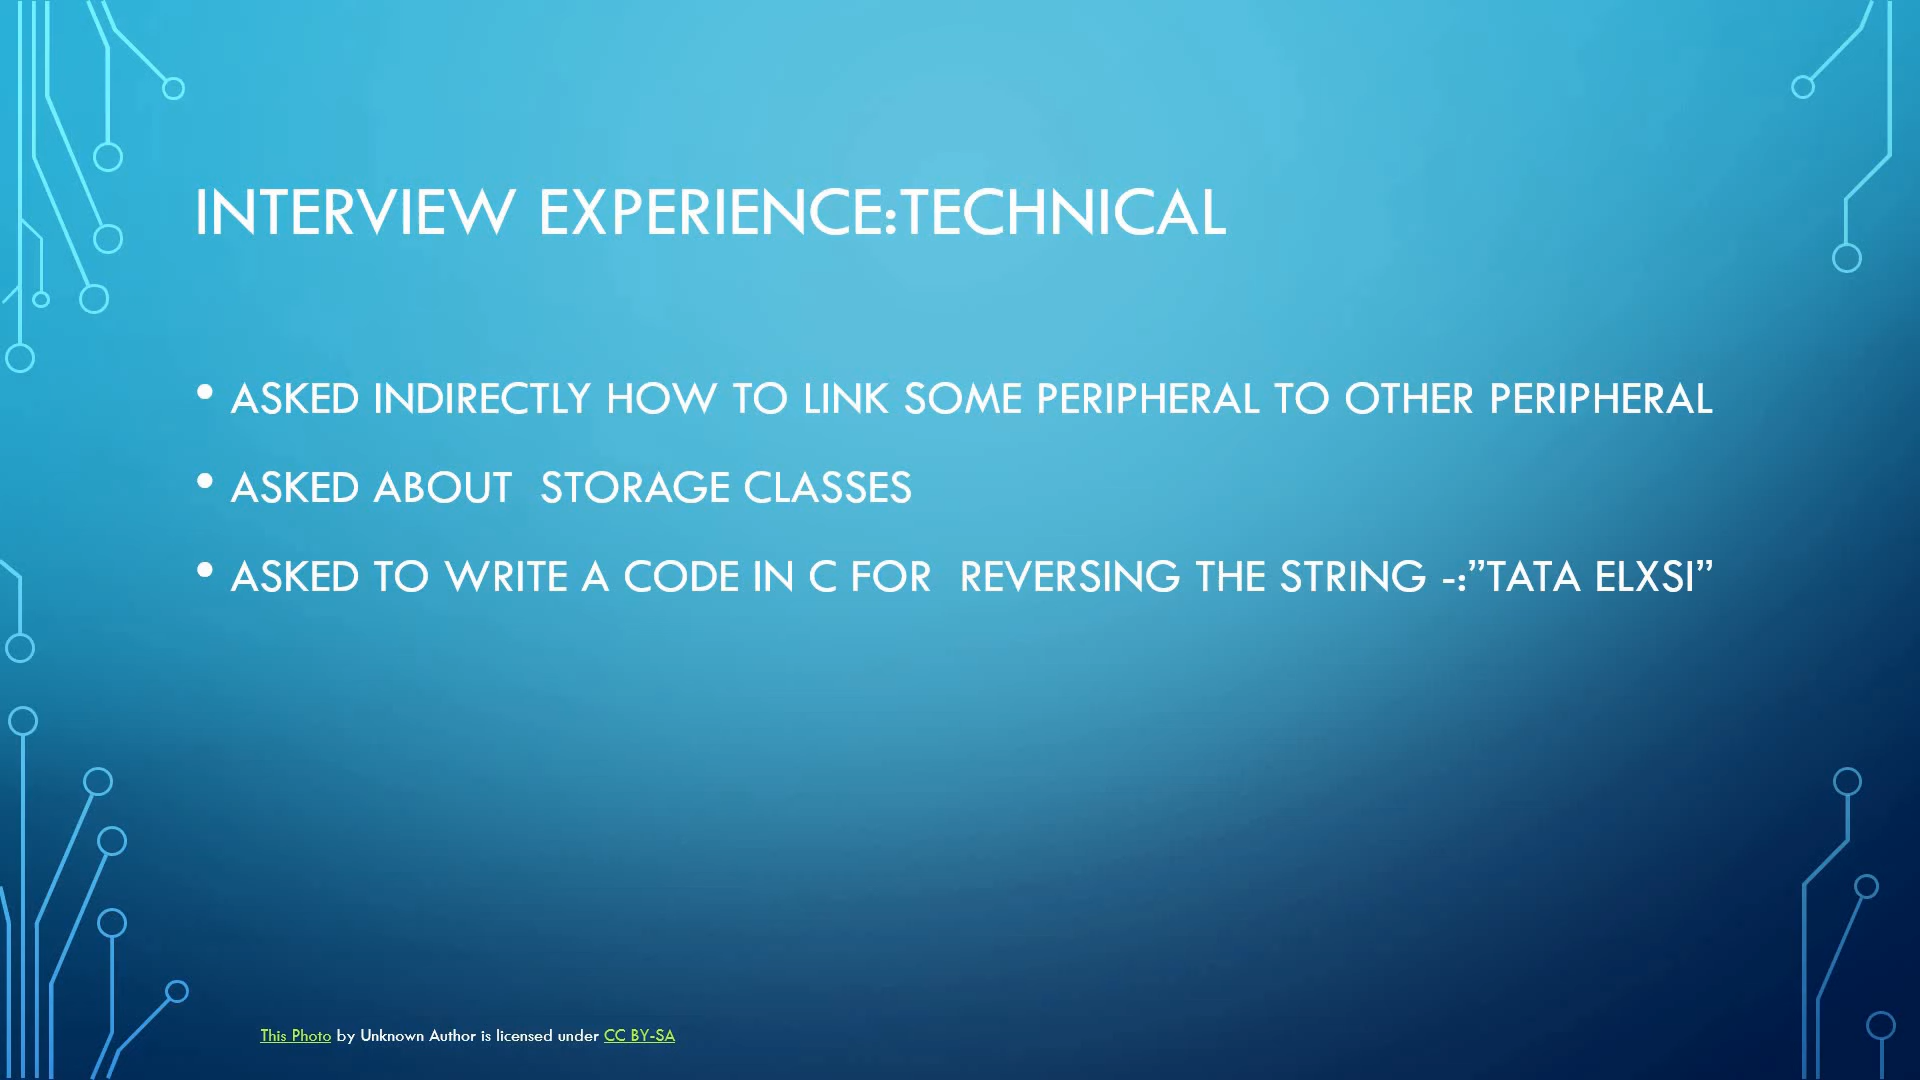 INTERVIEW EXPERIENCE:TECHNICAL
• ASKED INDIRECTLY HOW TO LINK SOME PERIPHERAL TO OTHER PERIPHERAL
• ASKED ABOUT  STORAGE CLASSES
• ASKED TO WRITE A CODE IN C FOR  REVERSING THE STRING -:”TATA ELXSI”
This Photo by Unknown Author is licensed under CC BY-SA